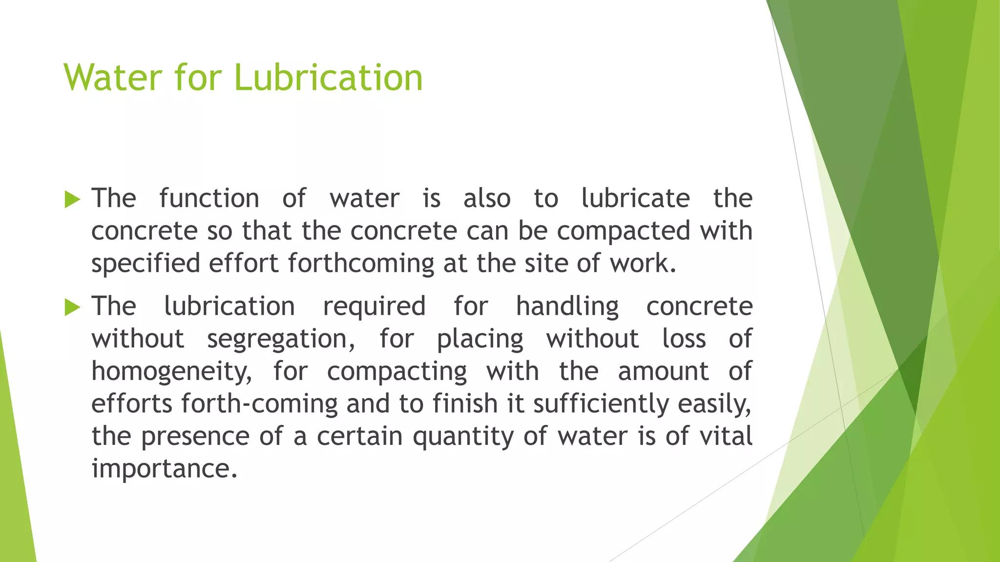 Water for Lubrication
The function of water is also to lubricate the
concrete so that the concrete can be compacted with
specified effort forthcoming at the site of work.
The lubrication required for handling concrete
without segregation, for placing without loss of
homogeneity, for compacting with the amount of
efforts forth-coming and to finish it sufficiently easily,
the presence of a certain quantity of water is of vital
importance.